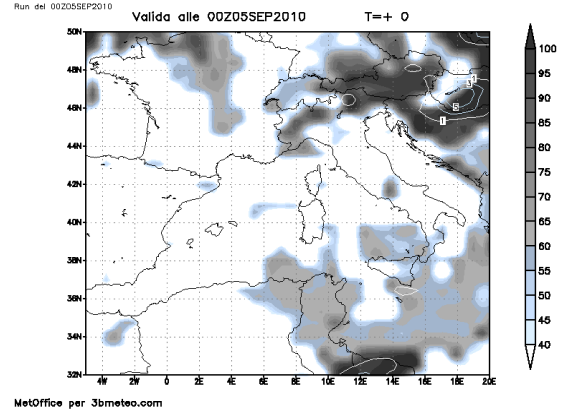 Run del 00Z05SEP2010
Valida alle 00Z05SEP2010 T=+ 0
50N
48N
46N
44N
42N
40N
38N
36N
34N
32N
4W 2W 0 2E 4E 6E 8E 10E 12E 14E 16E 18E 20E
100
95
90
85
80
75
70
65
60
55
50
45
40
1
3
5
1
MetOffice per 3bmeteo.com